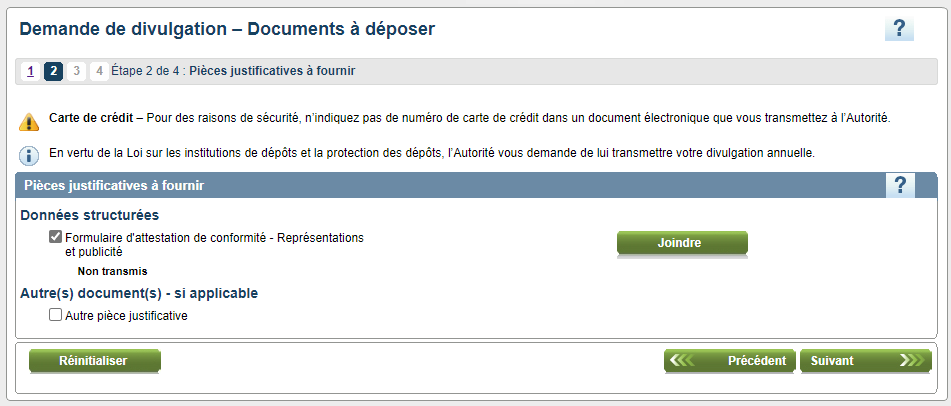 Demande de divulgation – Documents à déposer
?
1 2 3 4 Étape 2 de 4 : Pièces justificatives à fournir
Carte de crédit – Pour des raisons de sécurité, n’indiquez pas de numéro de carte de crédit dans un document électronique que vous transmettez à l’Autorité.
En vertu de la Loi sur les institutions de dépôts et la protection des dépôts, l’Autorité vous demande de lui transmettre votre divulgation annuelle.
Pièces justificatives à fournir
?
Données structurées
Formulaire d'attestation de conformité - Représentations
et publicité
Joindre
Non transmis
Autre(s) document(s) - si applicable
Autre pièce justificative
Réinitialiser
Précédent
Suivant